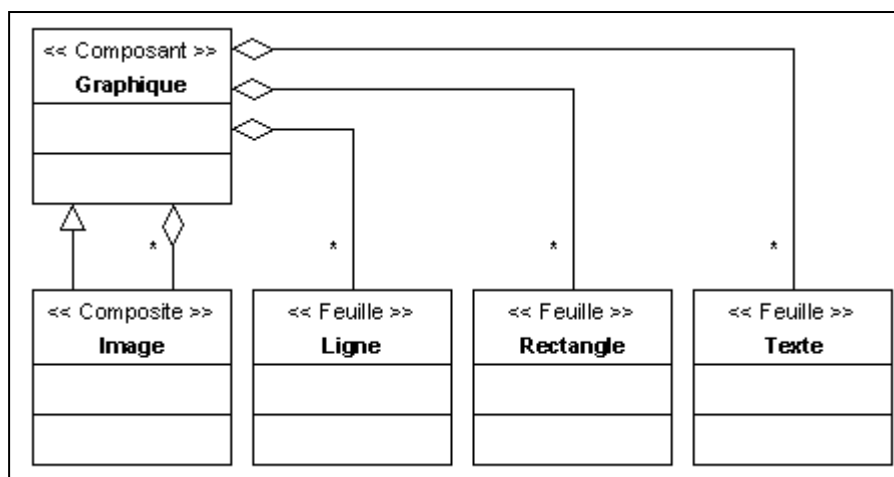 << Composant >>
Graphique
*
*
*
*
<< Composite >>
Image
<< Feuille >>
Ligne
<< Feuille >>
Rectangle
<< Feuille >>
Texte